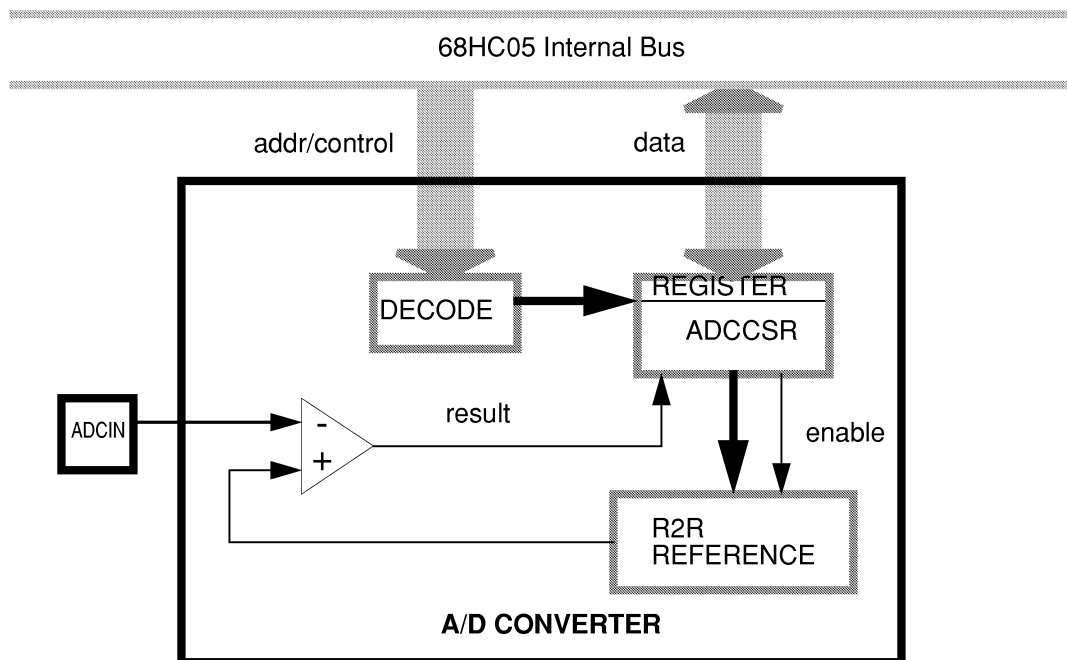 68HC05 Internal Bus
addr/control
data
REGISTER
DECODE
ADCCSR
result
ADCIN
-
+
enable
R2R
REFERENCE
A/D CONVERTER